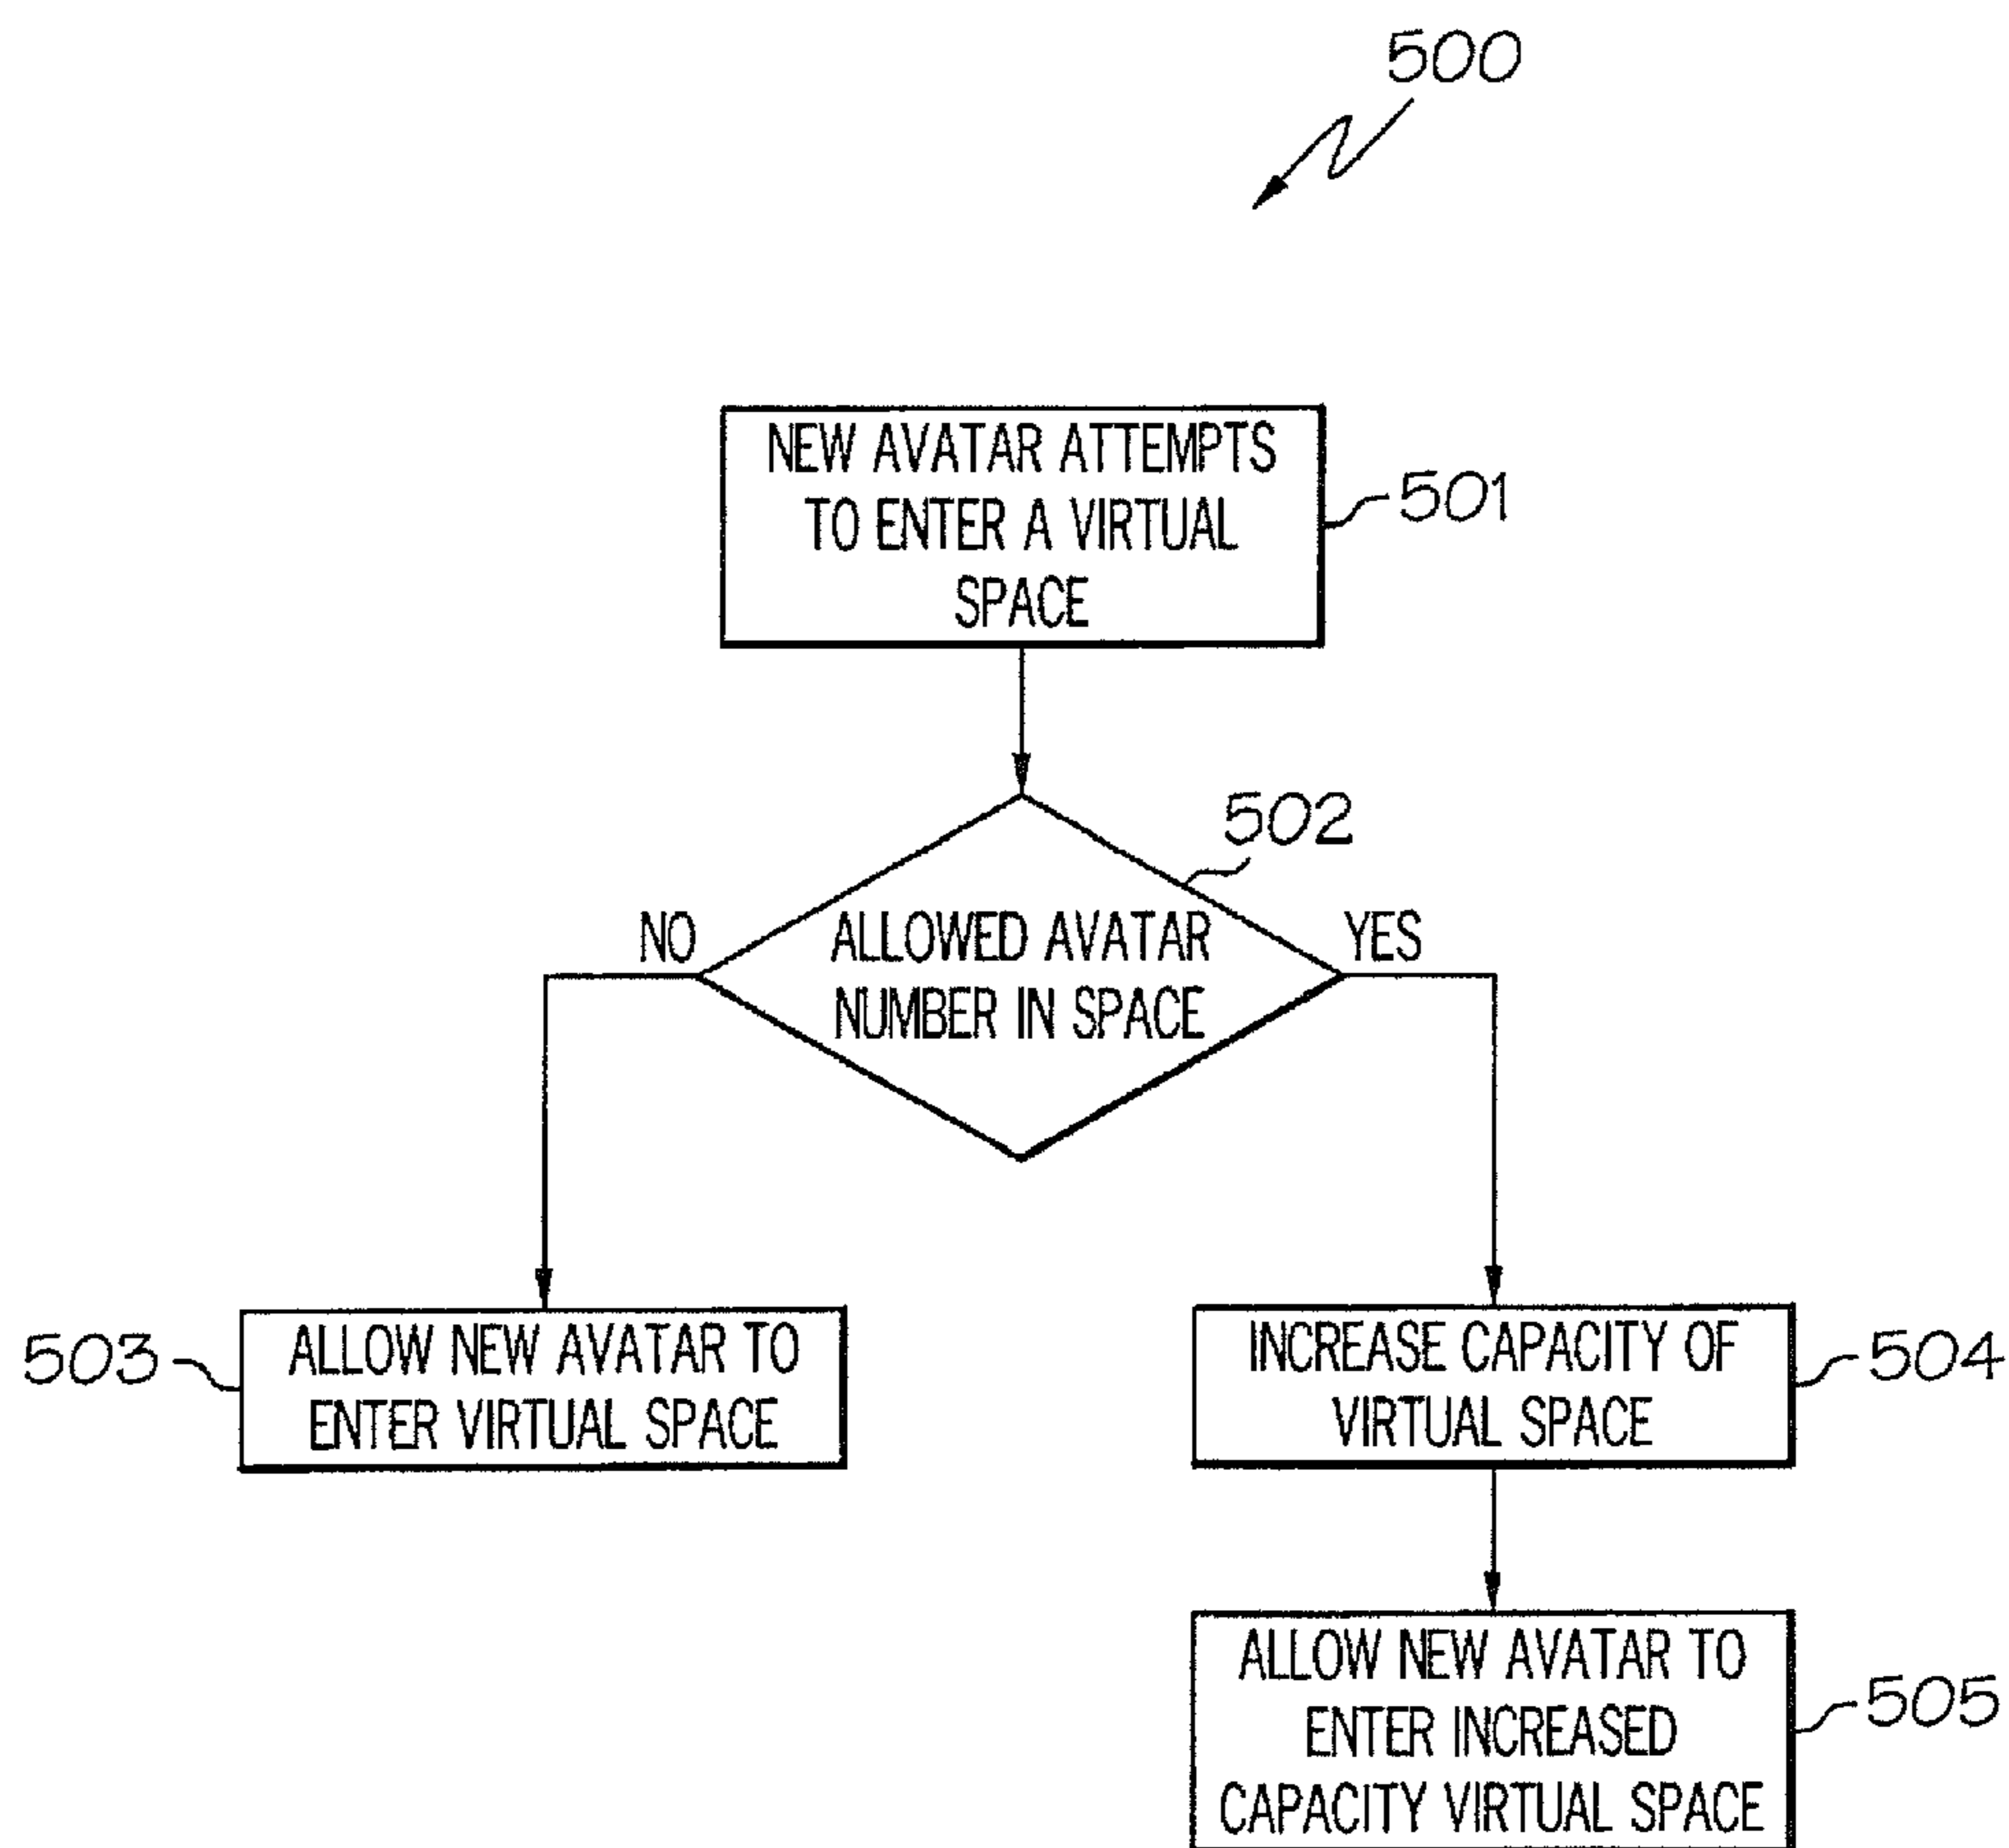 500
NEW AVATAR ATTEMPTS
TO ENTER A VIRTUAL
SPACE
501
502
NO
ALLOWED AVATAR
NUMBER IN SPACE
YES
503
ALLOW NEW AVATAR TO
ENTER VIRTUAL SPACE
INCREASE CAPACITY OF
VIRTUAL SPACE
504
ALLOW NEW AVATAR TO
ENTER INCREASED
CAPACITY VIRTUAL SPACE
505